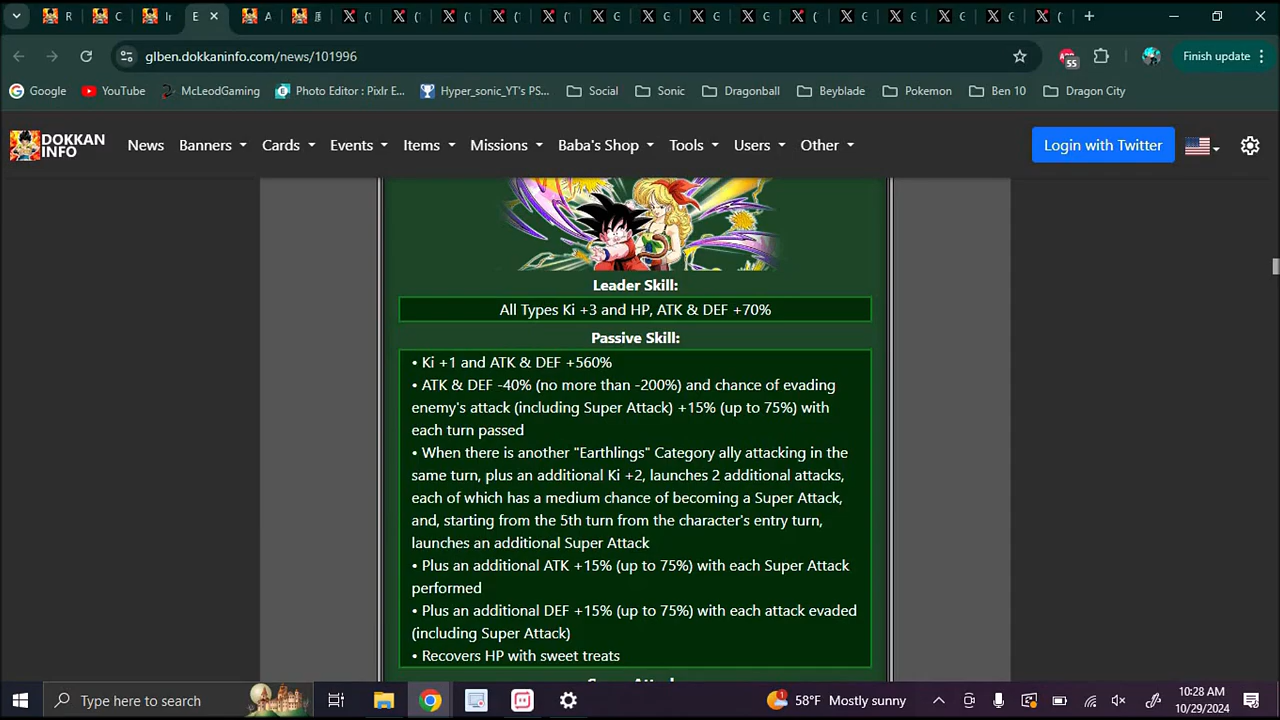 R
C
Ir
E
A
(1
(1
(1
(1
(1
G
G
G
G
(
G
G
G
G
(1
glben.dokkaninfo.com/news/101996
55
Finish update
Google
YouTube
McLeodGaming
Photo Editor : Pixlr E...
Hyper_sonic_YT's PS...
Social
Sonic
Dragonball
Beyblade
Pokemon
Ben 10
Dragon City
DOKKAN
INFO
News
Banners
Cards
Events
Items
Missions
Baba's Shop
Tools
Users
Other
Login with Twitter
Leader Skill:
All Types Ki +3 and HP, ATK & DEF +70%
Passive Skill:
• Ki +1 and ATK & DEF +560%
• ATK & DEF -40% (no more than -200%) and chance of evading
enemy's attack (including Super Attack) +15% (up to 75%) with
each turn passed
• When there is another "Earthlings" Category ally attacking in the
same turn, plus an additional Ki +2, launches 2 additional attacks,
each of which has a medium chance of becoming a Super Attack,
and, starting from the 5th turn from the character's entry turn,
launches an additional Super Attack
• Plus an additional ATK +15% (up to 75%) with each Super Attack
performed
• Plus an additional DEF +15% (up to 75%) with each attack evaded
(including Super Attack)
• Recovers HP with sweet treats
Type here to search
1
58°F Mostly sunny
10:28 AM
10/29/2024